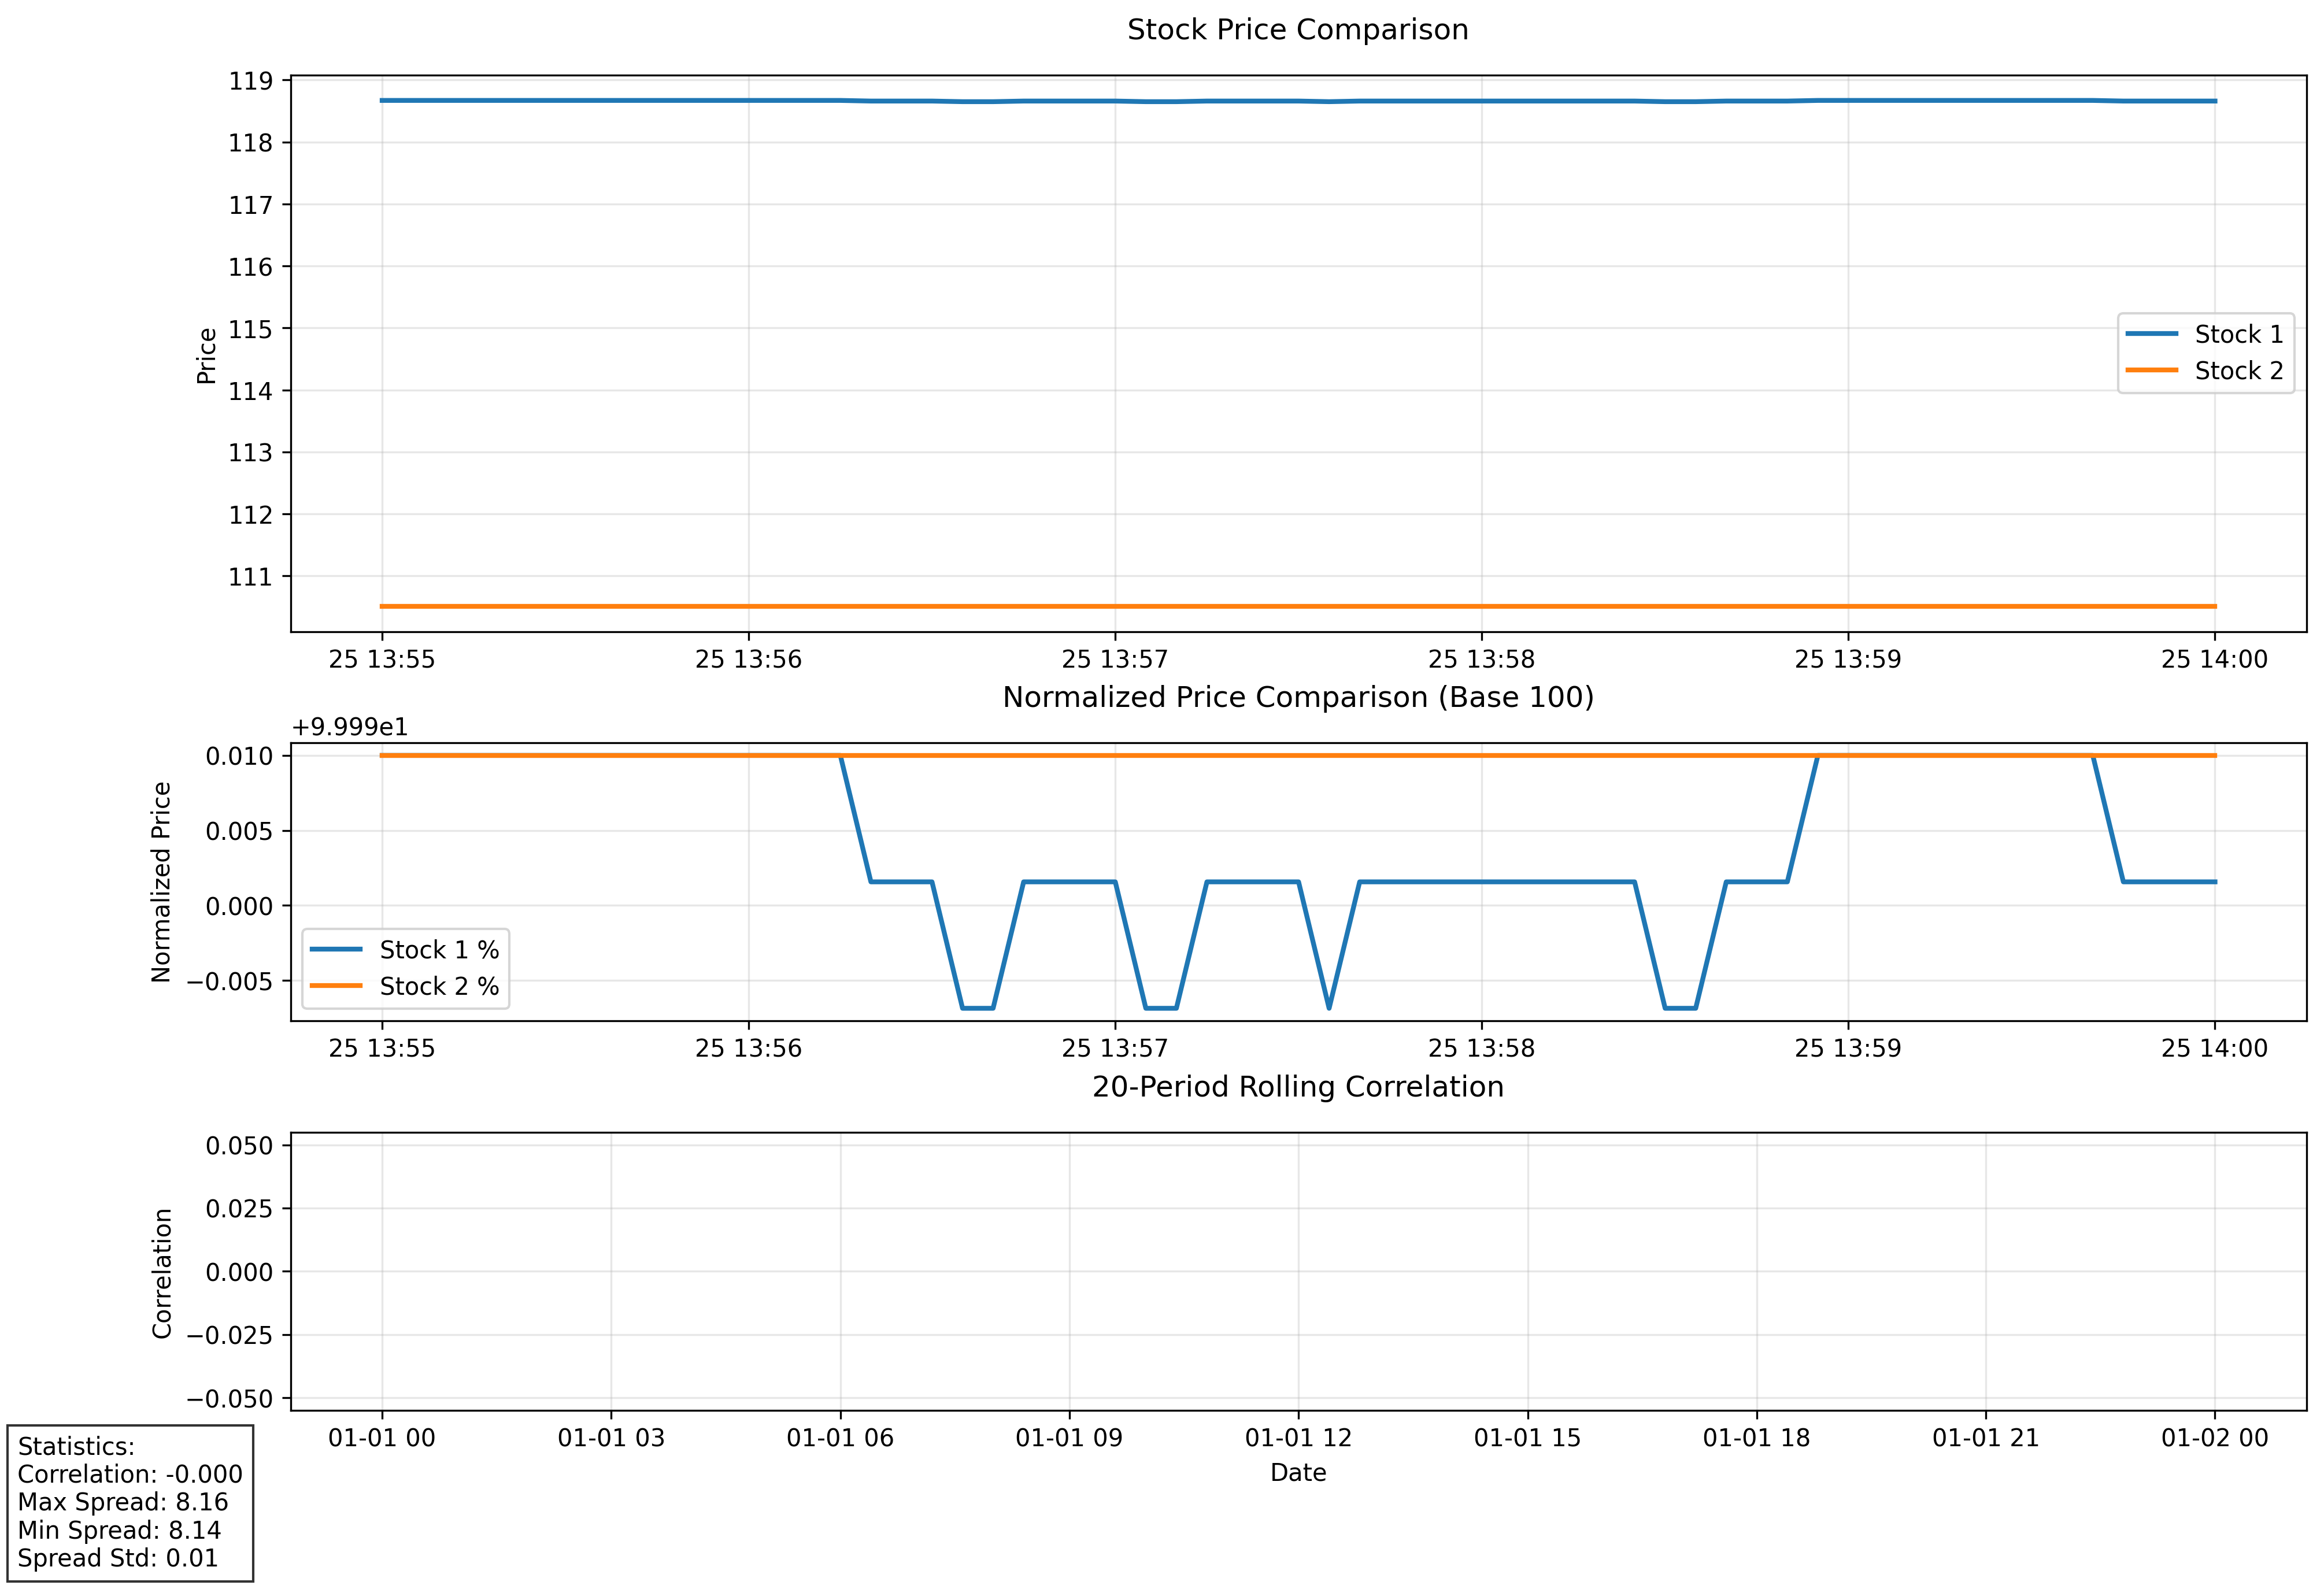 Stock Price Comparison
119
118
117
116
115
114
113
112
111
Price
Stock 1
Stock 2
25 13:55 25 13:56 25 13:57 25 13:58 25 13:59 25 14:00
Normalized Price Comparison (Base 100)
+9.999e1
0.010
0.005
0.000
−0.005
Normalized Price
Stock 1 %
Stock 2 %
25 13:55 25 13:56 25 13:57 25 13:58 25 13:59 25 14:00
20-Period Rolling Correlation
0.050
0.025
0.000
−0.025
−0.050
Correlation
01-01 00 01-01 03 01-01 06 01-01 09 01-01 12 01-01 15 01-01 18 01-01 21 01-02 00
Date
Statistics:
Correlation: -0.000
Max Spread: 8.16
Min Spread: 8.14
Spread Std: 0.01